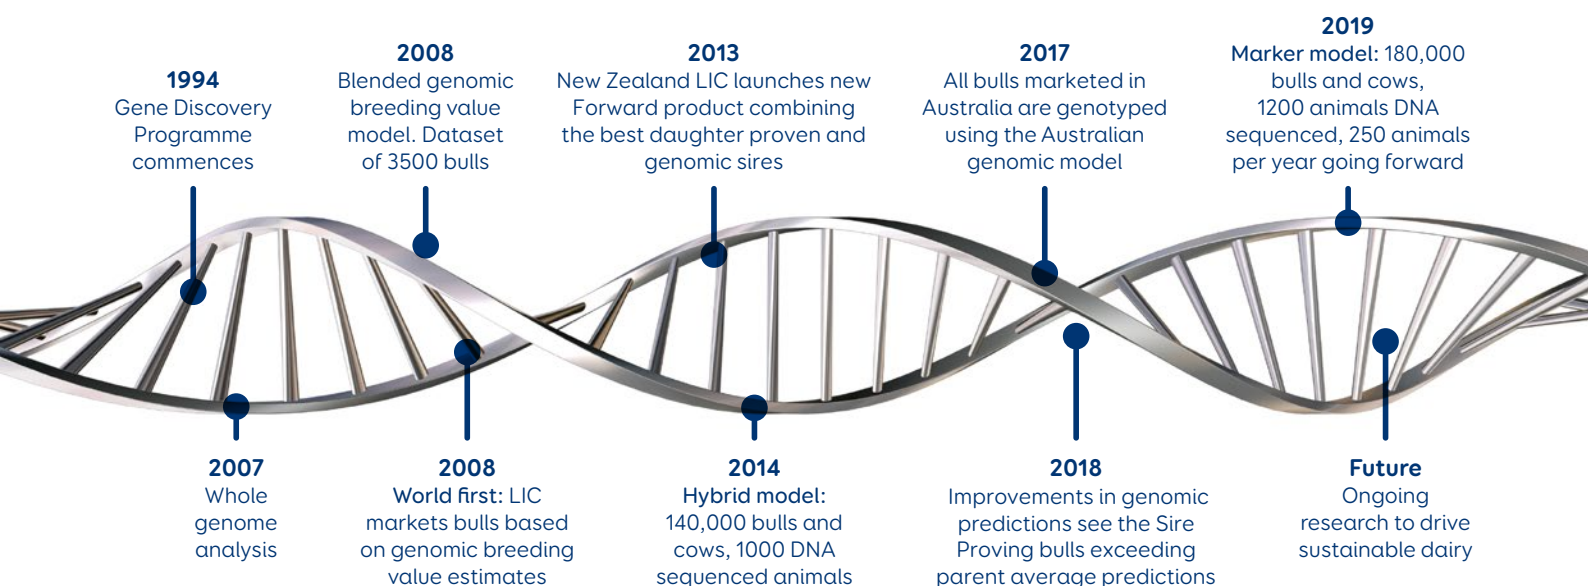 1994
Gene Discovery
Programme
commences
2008
Blended genomic
breeding value
model. Dataset
of 3500 bulls
2013
New Zealand LIC launches new
Forward product combining
the best daughter proven and
genomic sires
2017
All bulls marketed in
Australia are genotyped
using the Australian
genomic model
2019
Marker model: 180,000
bulls and cows,
1200 animals DNA
sequenced, 250 animals
per year going forward
2007
Whole
genome
analysis
2008
World first: LIC
markets bulls based
on genomic breeding
value estimates
2014
Hybrid model:
140,000 bulls and
cows, 1000 DNA
sequenced animals
2018
Improvements in genomic
predictions see the Sire
Proving bulls exceeding
parent average predictions
Future
Ongoing
research to drive
sustainable dairy